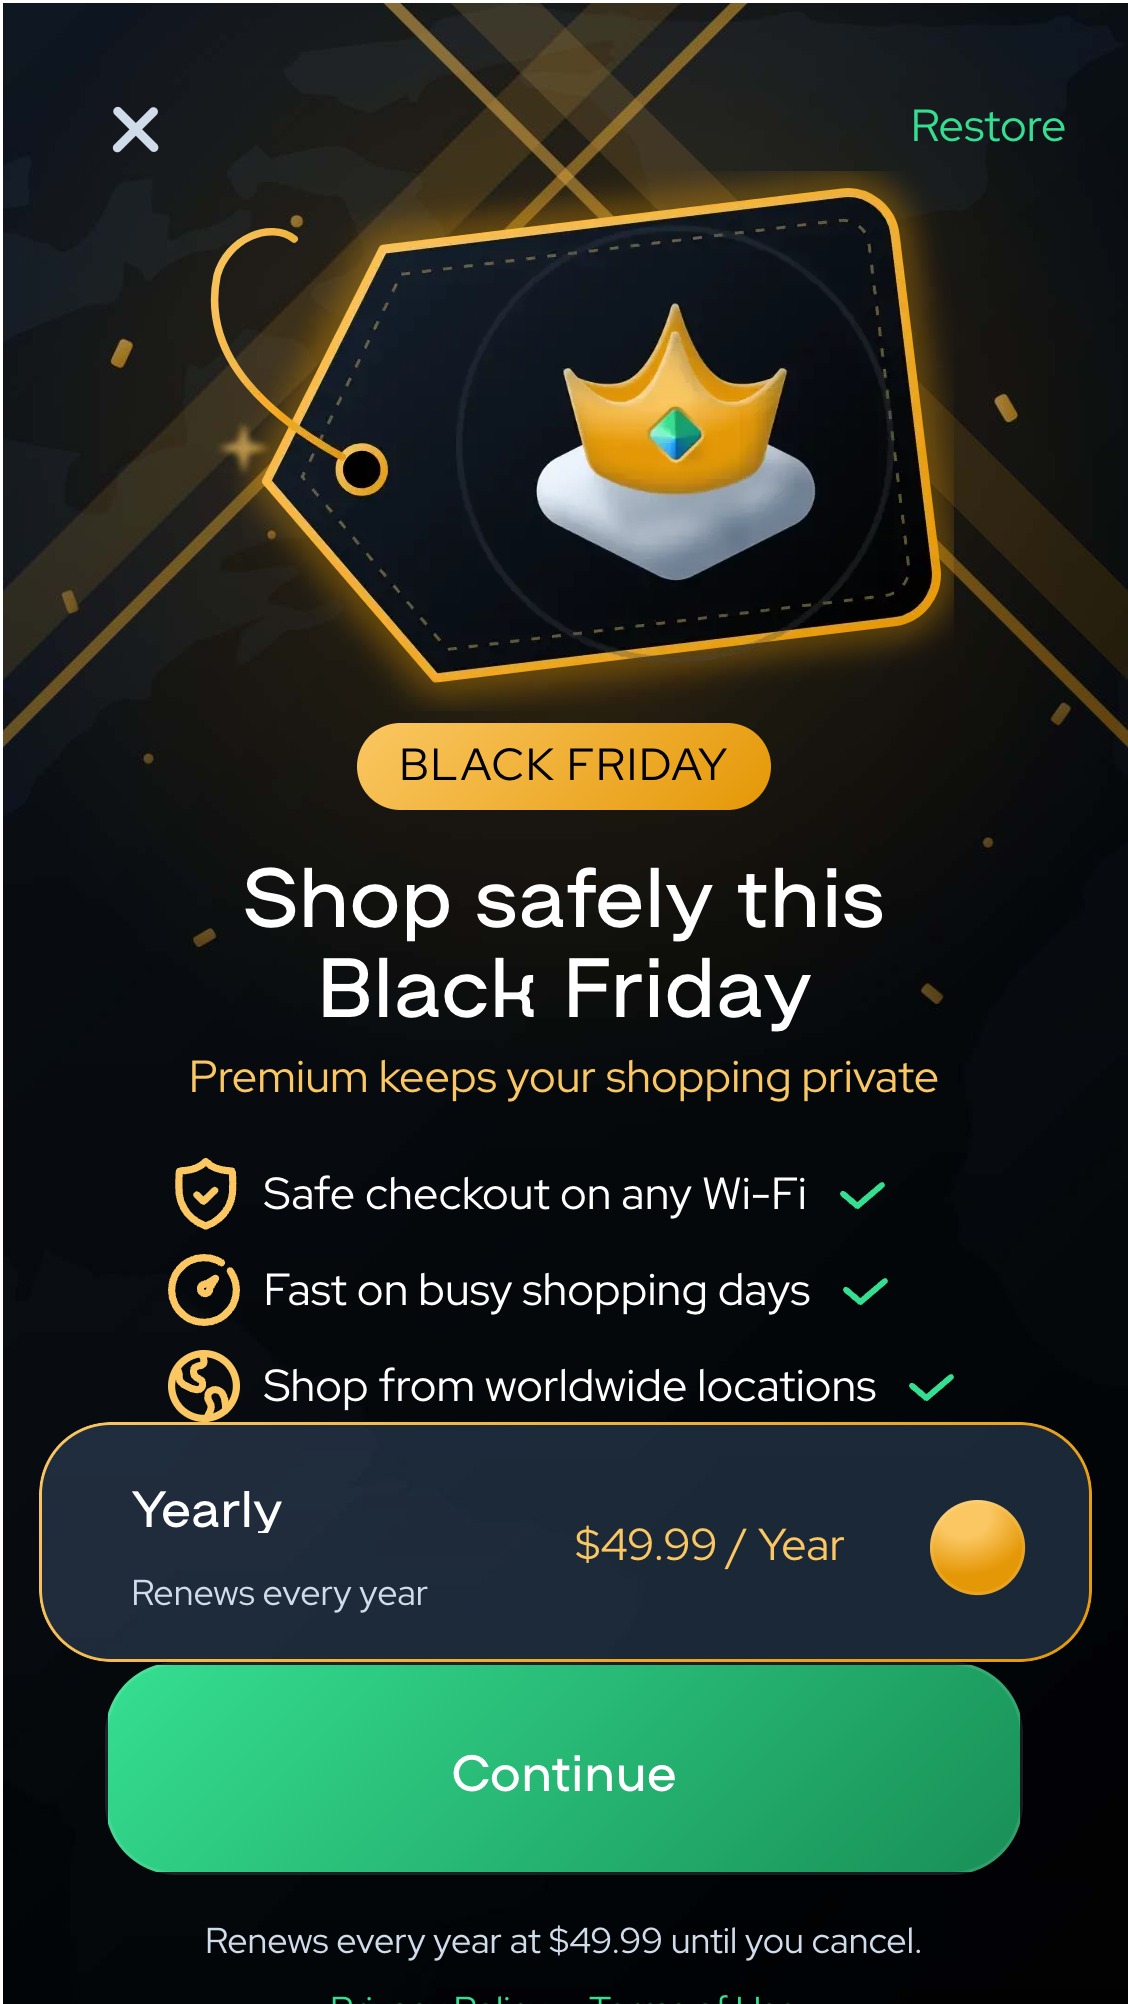 Restore
BLACK FRIDAY
Shop safely this
Black Friday
Premium keeps your shopping private
Safe checkout on any Wi-Fi
Fast on busy shopping days
Shop from worldwide locations
Yearly
$49.99 / Year
Renews every year
Continue
Renews every year at $49.99 until you cancel.